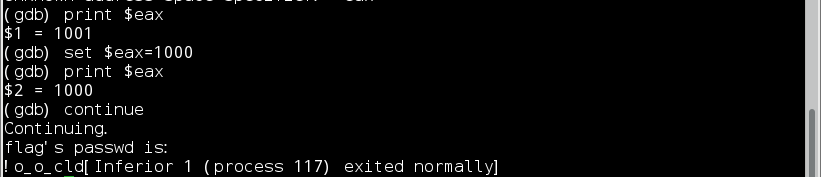 (gdb) print $eax
$1 = 1001
(gdb) set $eax=1000
(gdb) print $eax
$2 = 1000
(gdb) continue
Continuing.
flag's passwd is:
!o_o_cld[Inferior 1 (process 117) exited normally]